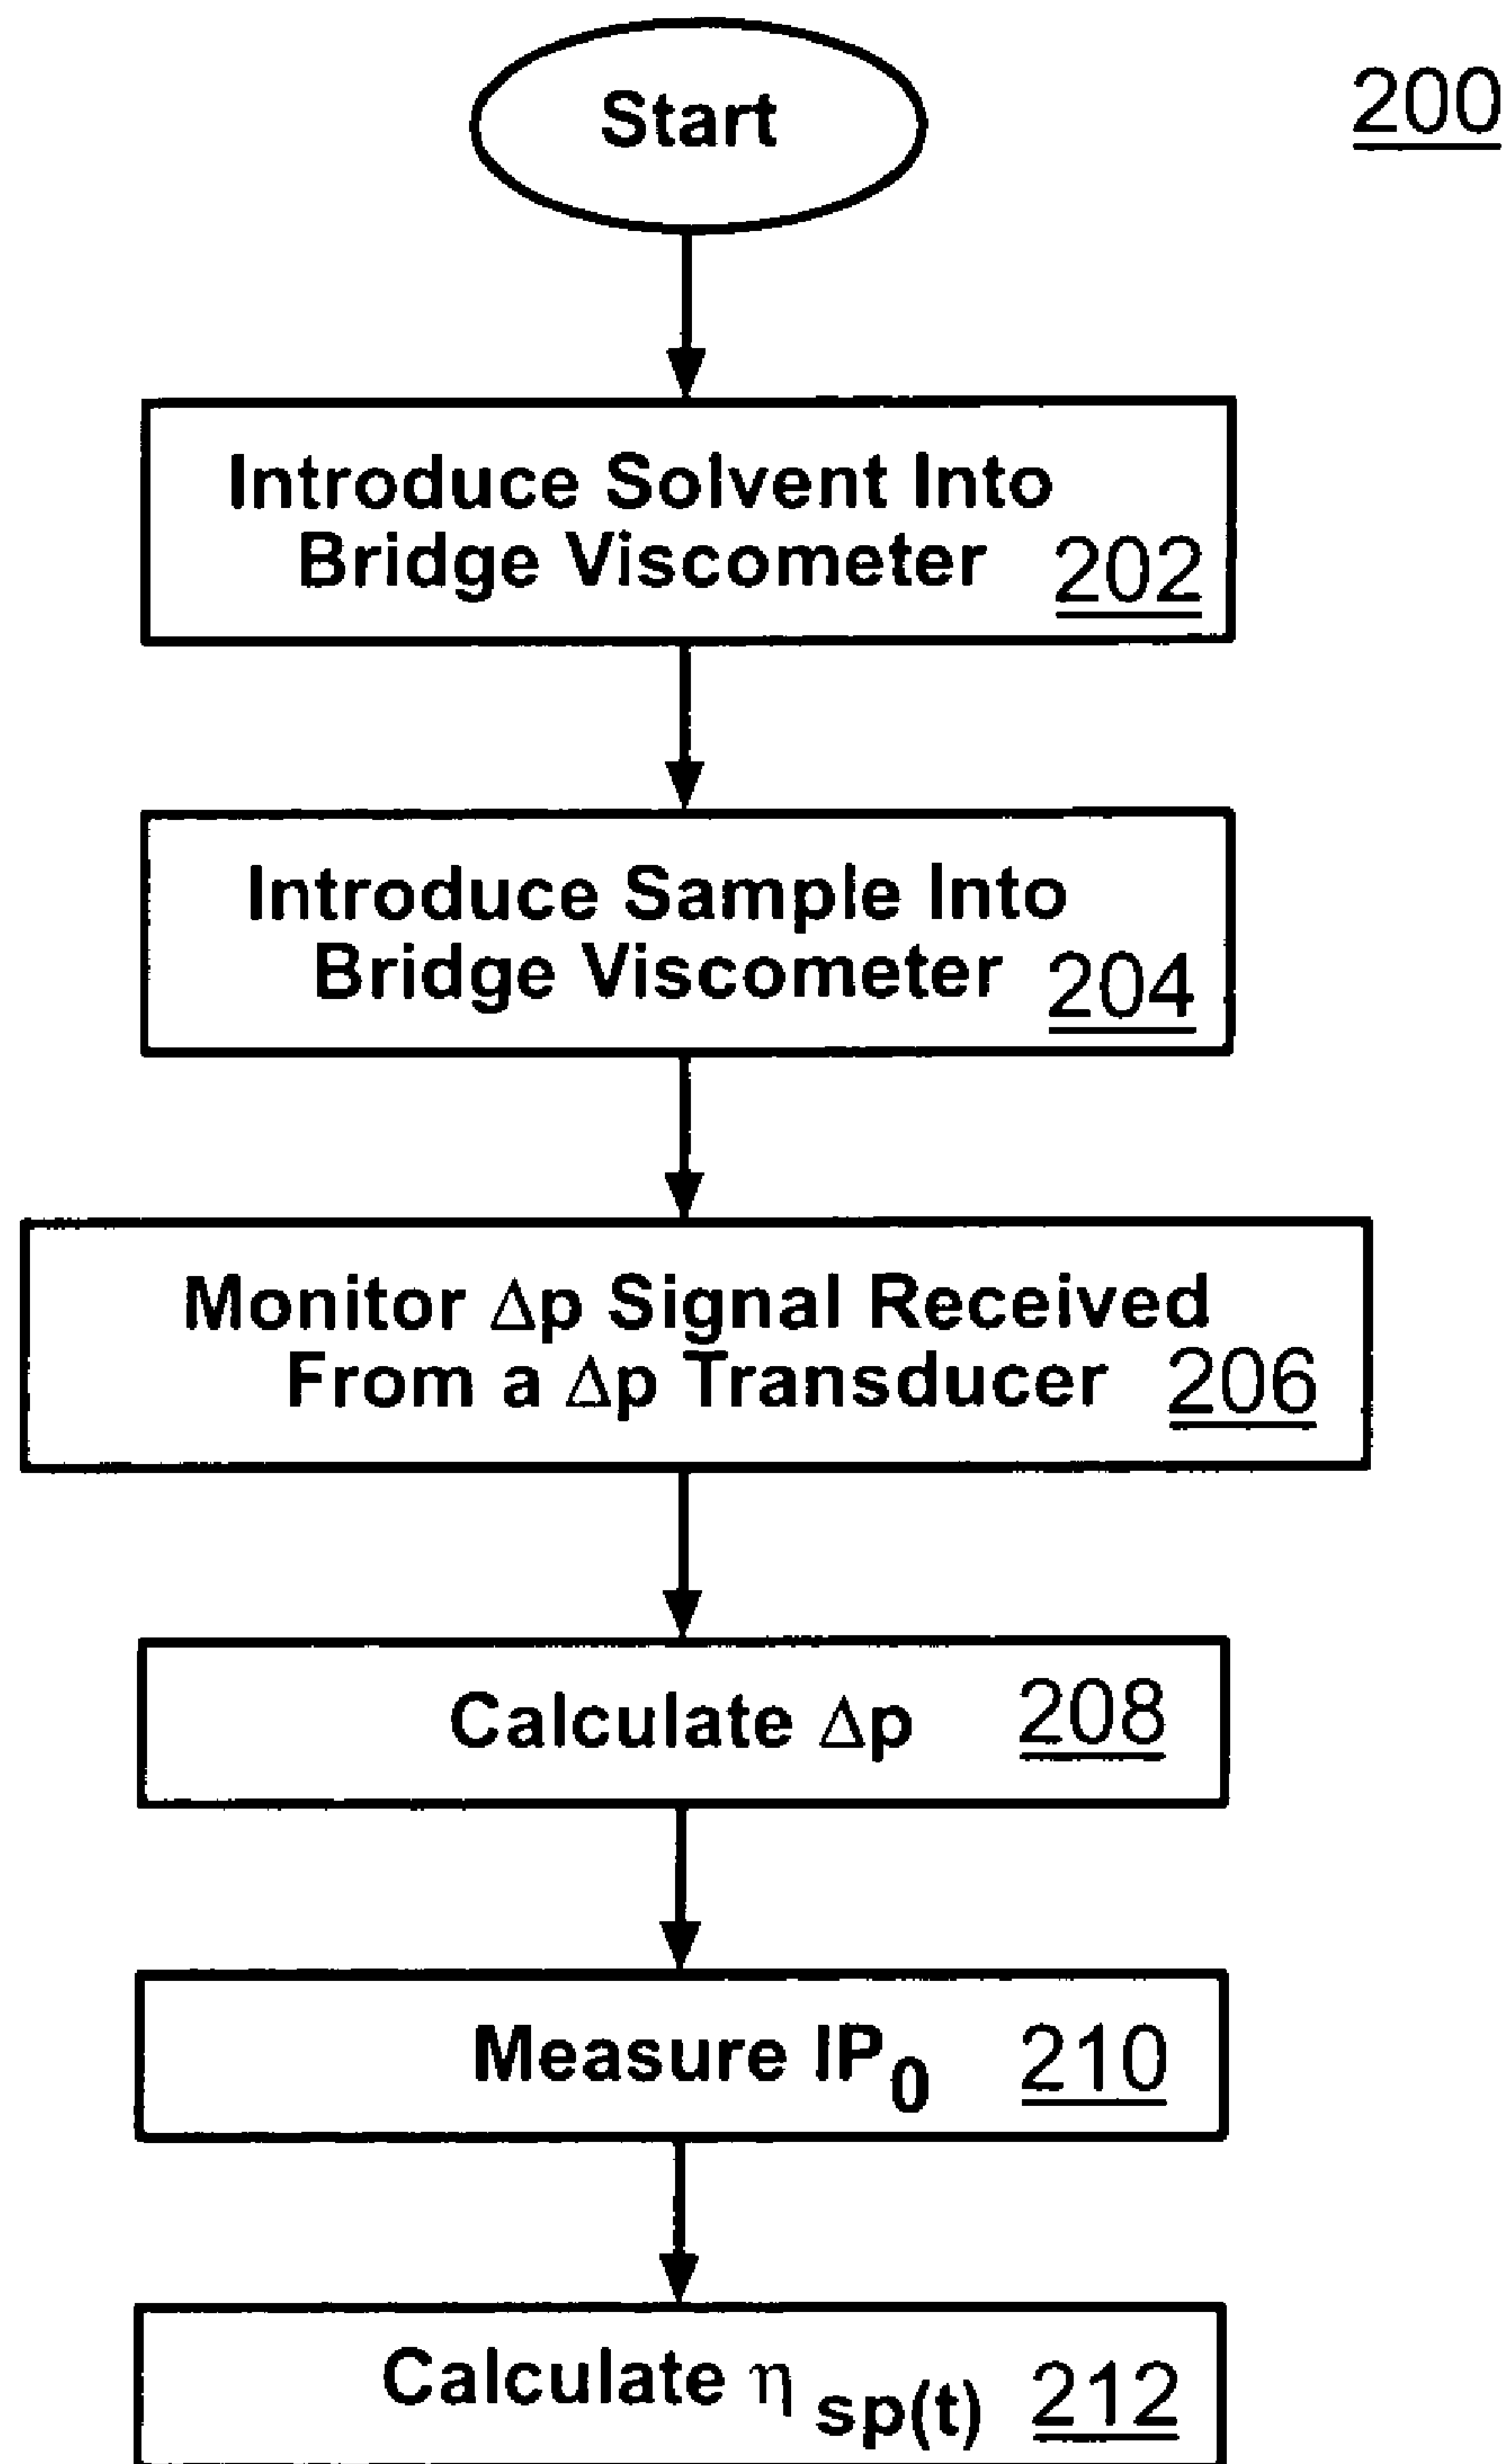 Start
200
Introduce Solvent Into
Bridge Viscometer 202
Introduce Sample Into
Bridge Viscometer 204
Monitor Δp Signal Received
From a Δp Transducer 206
Calculate Δp 208
Measure IP₀ 210
Calculate η sp(t) 212